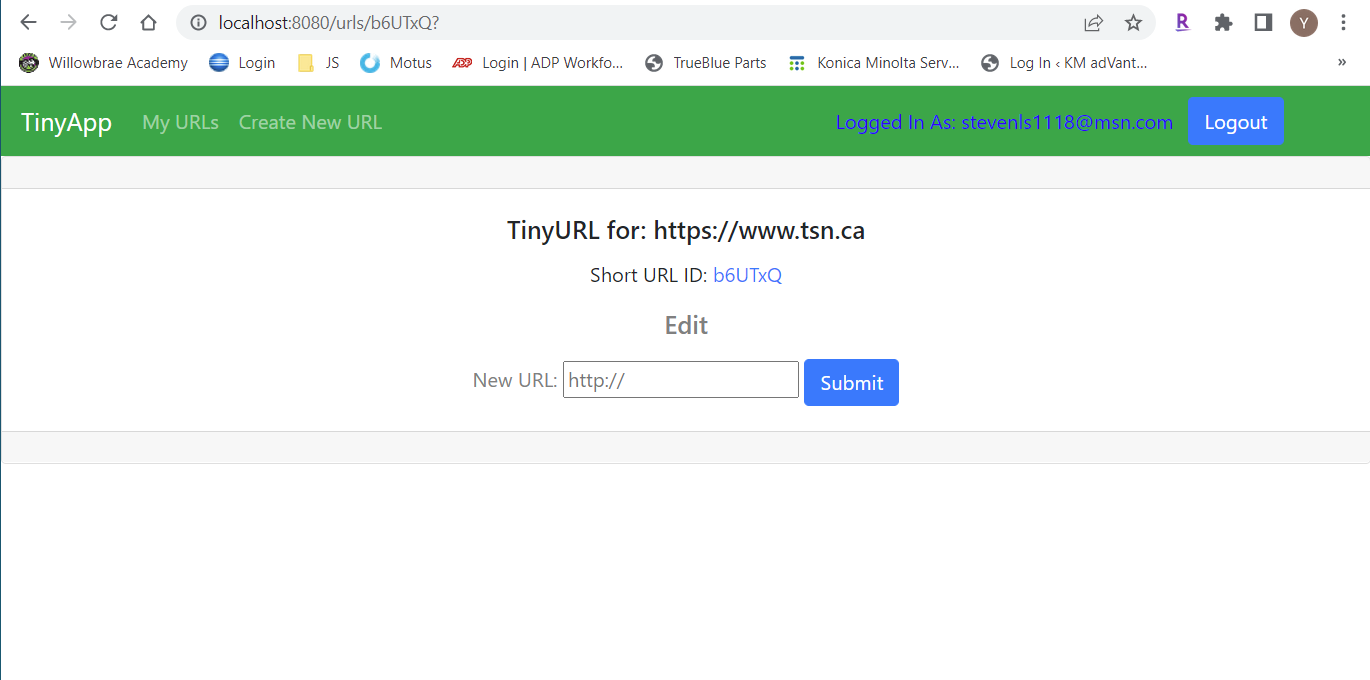 localhost:8080/urls/b6UTxQ?
R
Y
Willowbrae Academy Login JS Motus ADP Login | ADP Workfo... TrueBlue Parts Konica Minolta Serv... Log In ‹ KM adVant... »
TinyApp My URLs Create New URL Logged In As: stevenls1118@msn.com Logout
TinyURL for: https://www.tsn.ca
Short URL ID: b6UTxQ
Edit
New URL: http:// Submit